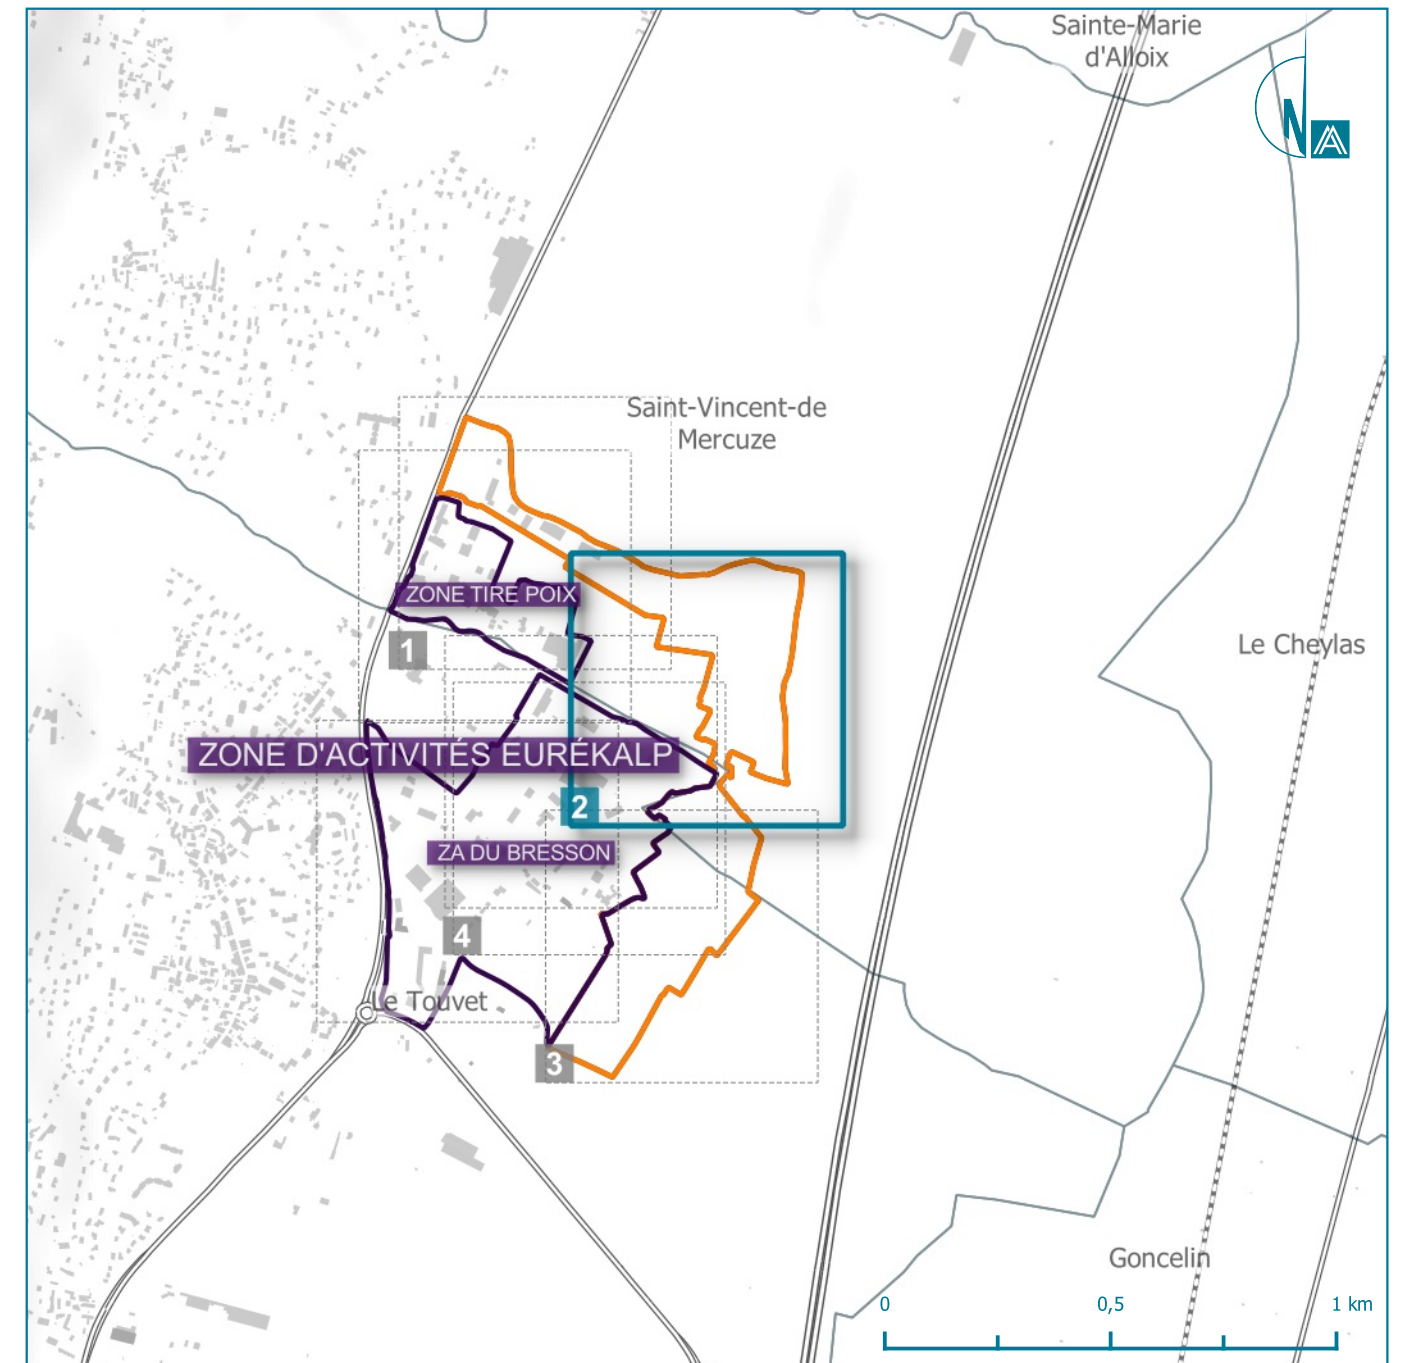 Sainte-Marie
d'Alloix
N
Saint-Vincent-de
Mercuze
ZONE TIRE POIX
1
Le Cheylas
ZONE D'ACTIVITÉS EURÉKALP
2
ZA DU BRESSON
4
Le Touvet
3
Goncelin
0 0,5 1 km